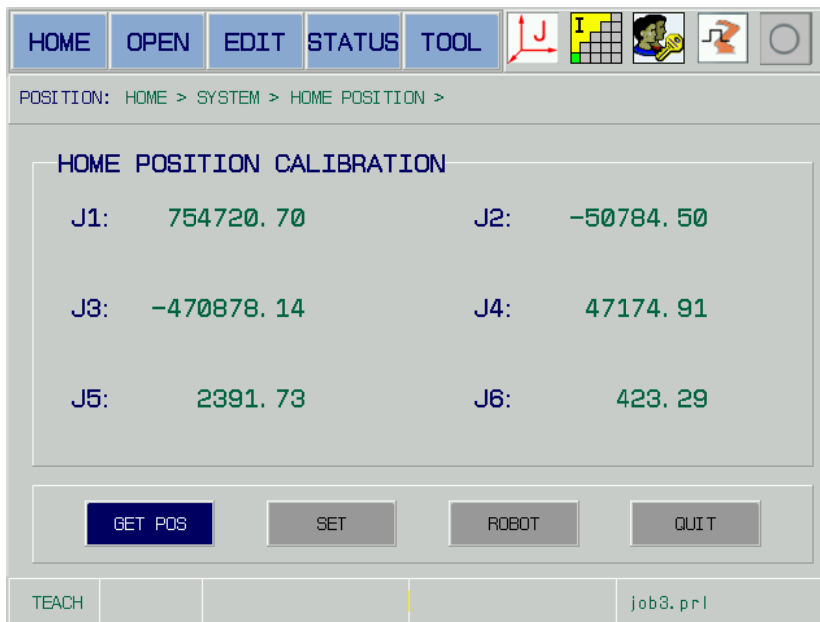 HOME OPEN EDIT STATUS TOOL J I
POSITION: HOME > SYSTEM > HOME POSITION >
HOME POSITION CALIBRATION
J1: 754720.70 J2: -50784.50
J3: -470878.14 J4: 47174.91
J5: 2391.73 J6: 423.29
GET POS SET ROBOT QUIT
TEACH job3.prl